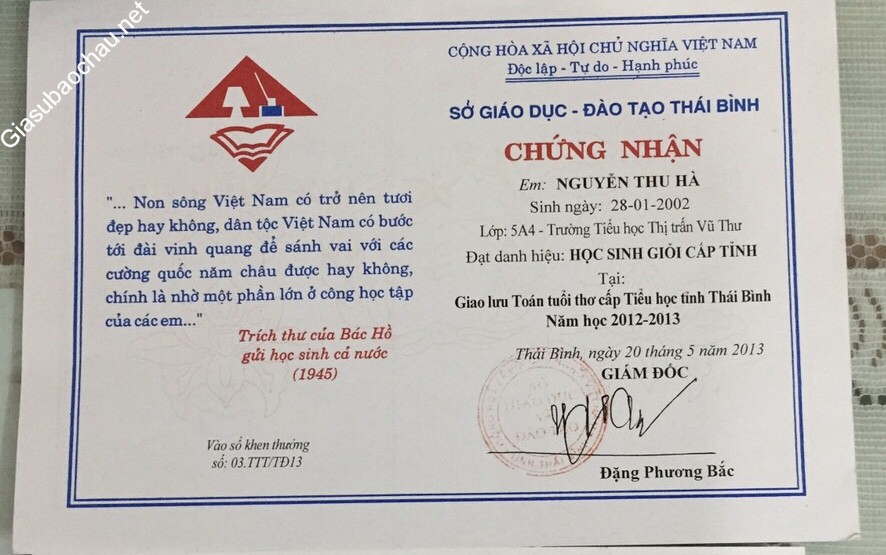 Giasubaochau.net
"... Non sông Việt Nam có trở nên tươi
đẹp hay không, dân tộc Việt Nam có bước
tới đài vinh quang để sánh vai với các
cường quốc năm châu được hay không,
chính là nhờ một phần lớn ở công học tập
của các em..."
Trích thư của Bác Hồ
gửi học sinh cả nước
(1945)
Vào sổ khen thưởng
số: 03.TTT/TĐ13
CỘNG HÒA XÃ HỘI CHỦ NGHĨA VIỆT NAM
Độc lập - Tự do - Hạnh phúc
SỞ GIÁO DỤC - ĐÀO TẠO THÁI BÌNH
CHỨNG NHẬN
Em: NGUYỄN THU HÀ
Sinh ngày: 28-01-2002
Lớp: 5A4 - Trường Tiểu học Thị trấn Vũ Thư
Đạt danh hiệu: HỌC SINH GIỎI CẤP TỈNH
Tại:
Giao lưu Toán tuổi thơ cấp Tiểu học tỉnh Thái Bình
Năm học 2012-2013
Thái Bình, ngày 20 tháng 5 năm 2013
GIÁM ĐỐC
SỞ
GIÁO DỤC
VÀ
ĐÀO TẠO
Đặng Phương Bắc